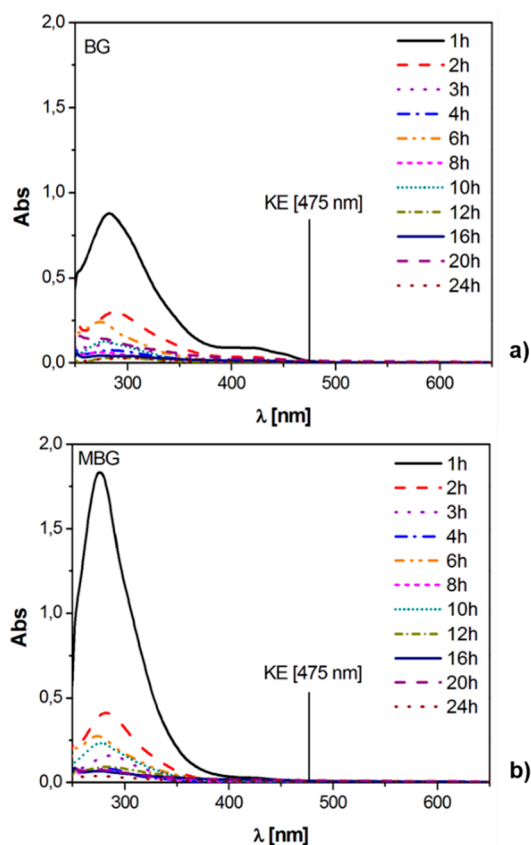 BG
2,0
1,5
1,0
0,5
0,0
Abs
300
400
500
600
λ [nm]
KE [475 nm]
1h
2h
3h
4h
6h
8h
10h
12h
16h
20h
24h
a)
MBG
2,0
1,5
1,0
0,5
0,0
Abs
300
400
500
600
λ [nm]
KE [475 nm]
1h
2h
3h
4h
6h
8h
10h
12h
16h
20h
24h
b)